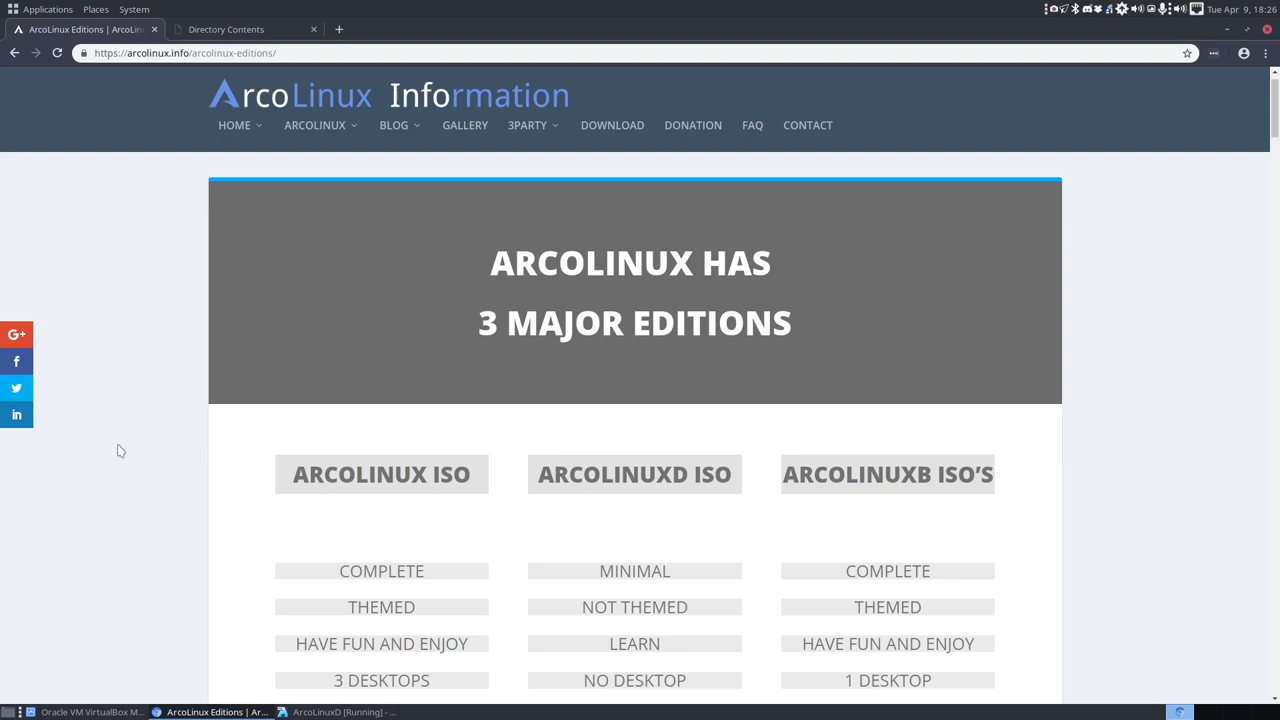 Applications Places System
Tue Apr 9, 18:26
ArcoLinux Editions | ArcoLin
Directory Contents
https://arcolinux.info/arcolinux-editions/
ArcoLinux Information
HOME ARCOLINUX BLOG GALLERY 3PARTY DOWNLOAD DONATION FAQ CONTACT
ARCOLINUX HAS
3 MAJOR EDITIONS
G+
f
in
ARCOLINUX ISO ARCOLINUXD ISO ARCOLINUXB ISO’S
COMPLETE MINIMAL COMPLETE
THEMED NOT THEMED THEMED
HAVE FUN AND ENJOY LEARN HAVE FUN AND ENJOY
3 DESKTOPS NO DESKTOP 1 DESKTOP
Oracle VM VirtualBox M... ArcoLinux Editions | Ar... ArcoLinuxD [Running] - ...